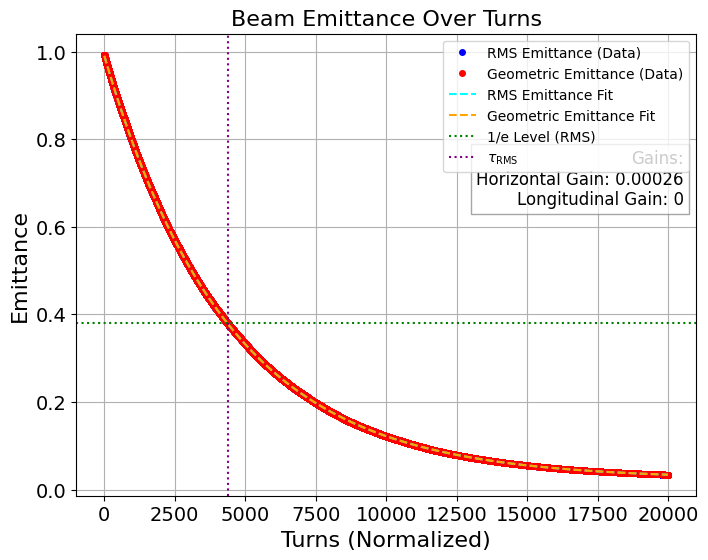 Beam Emittance Over Turns
Emittance
1.0
0.8
0.6
0.4
0.2
0.0
RMS Emittance (Data)
Geometric Emittance (Data)
RMS Emittance Fit
Geometric Emittance Fit
1/e Level (RMS)
τRMS
Gains:
Horizontal Gain: 0.00026
Longitudinal Gain: 0
0 2500 5000 7500 10000 12500 15000 17500 20000
Turns (Normalized)